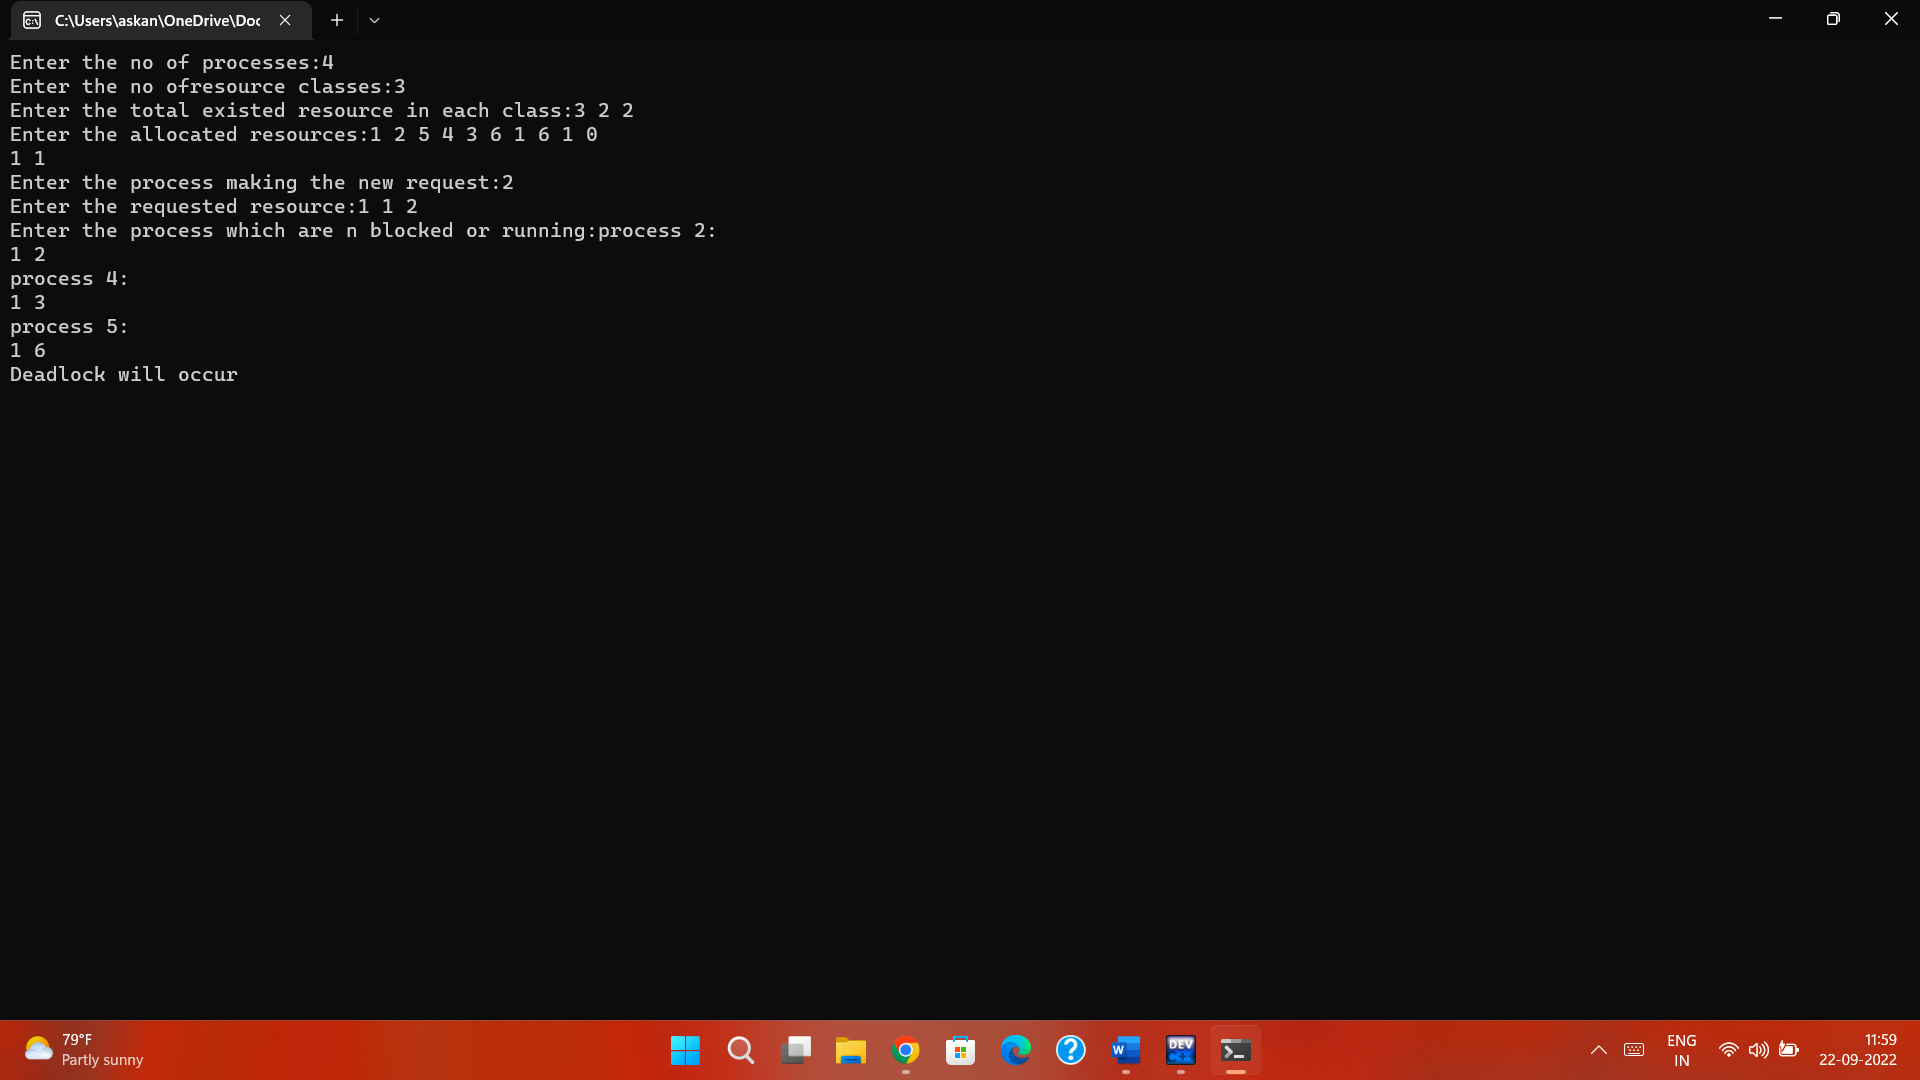 C:\Users\askan\OneDrive\Doc
Enter the no of processes:4
Enter the no ofresource classes:3
Enter the total existed resource in each class:3 2 2
Enter the allocated resources:1 2 5 4 3 6 1 6 1 0
1 1
Enter the process making the new request:2
Enter the requested resource:1 1 2
Enter the process which are n blocked or running:process 2:
1 2
process 4:
1 3
process 5:
1 6
Deadlock will occur
79°F
Partly sunny
W
DEV
C++
ENG
IN
11:59
22-09-2022